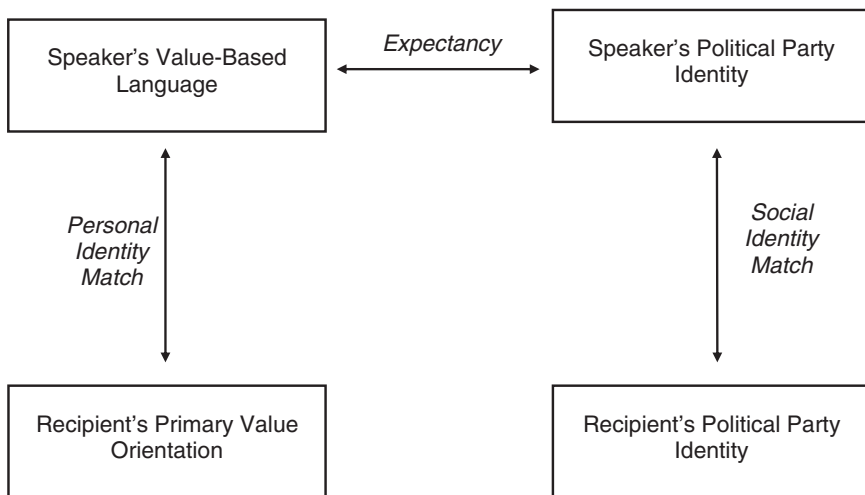 Speaker's Value-Based
Language
Expectancy
Speaker's Political Party
Identity
Personal
Identity
Match
Social
Identity
Match
Recipient's Primary Value
Orientation
Recipient's Political Party
Identity